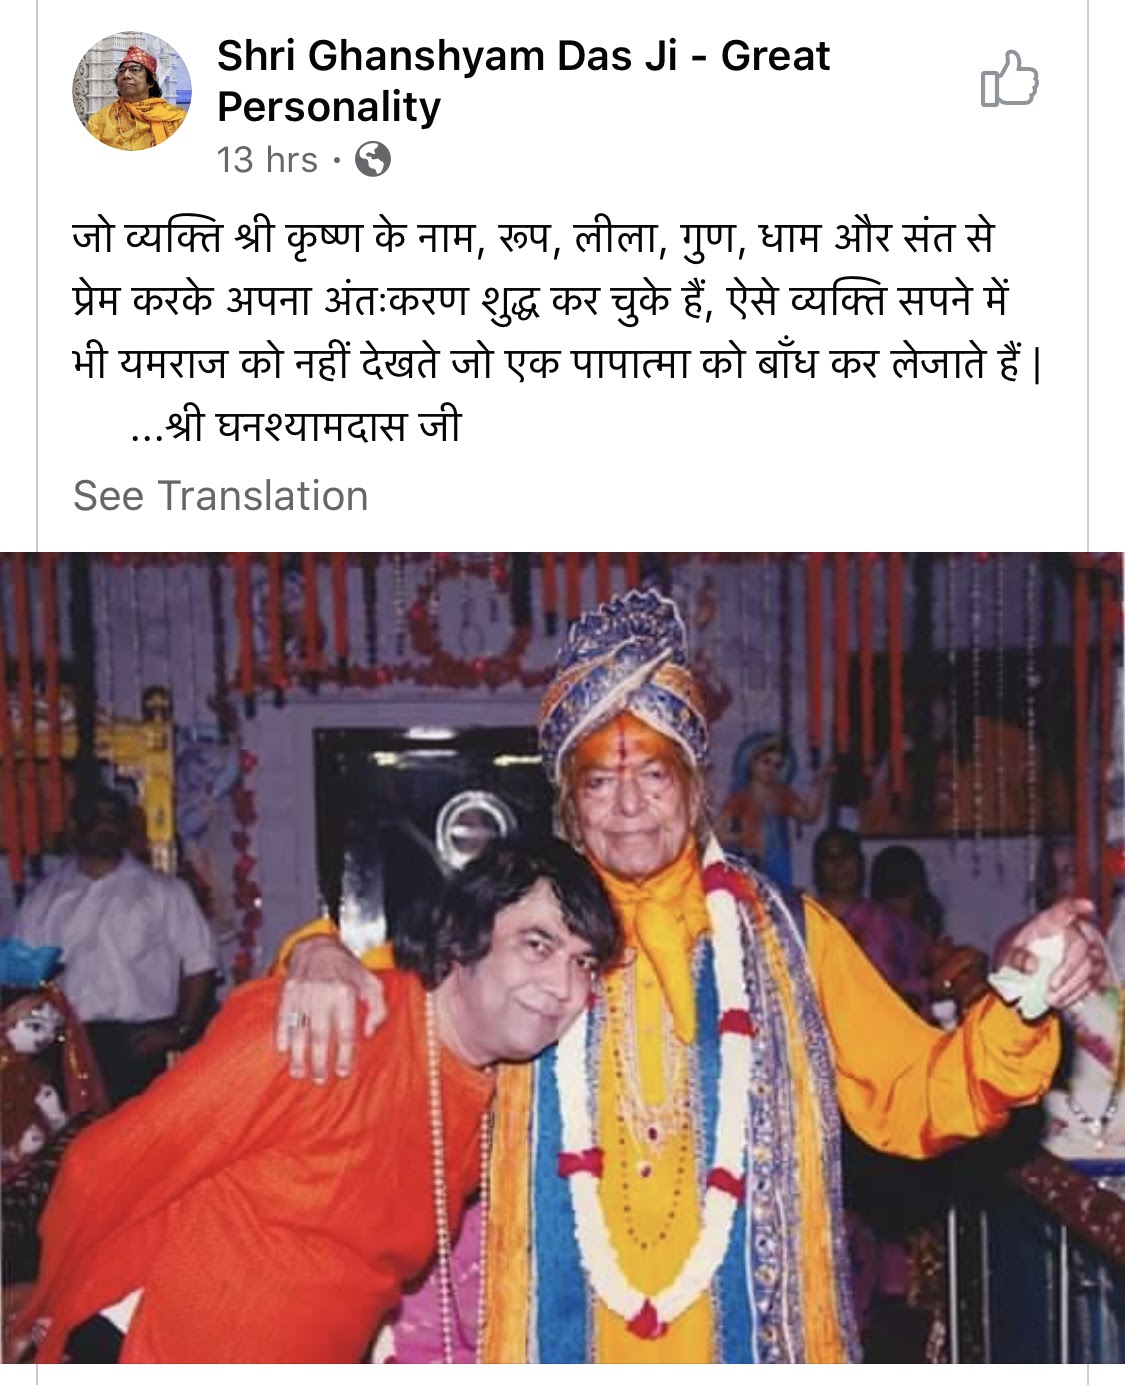 Shri Ghanshyam Das Ji - Great
Personality
13 hrs ·
जो व्यक्ति श्री कृष्ण के नाम, रूप, लीला, गुण, धाम और संत से
प्रेम करके अपना अंतःकरण शुद्ध कर चुके हैं, ऐसे व्यक्ति सपने में
भी यमराज को नहीं देखते जो एक पापात्मा को बाँध कर लेजाते हैं |
...श्री घनश्यामदास जी
See Translation